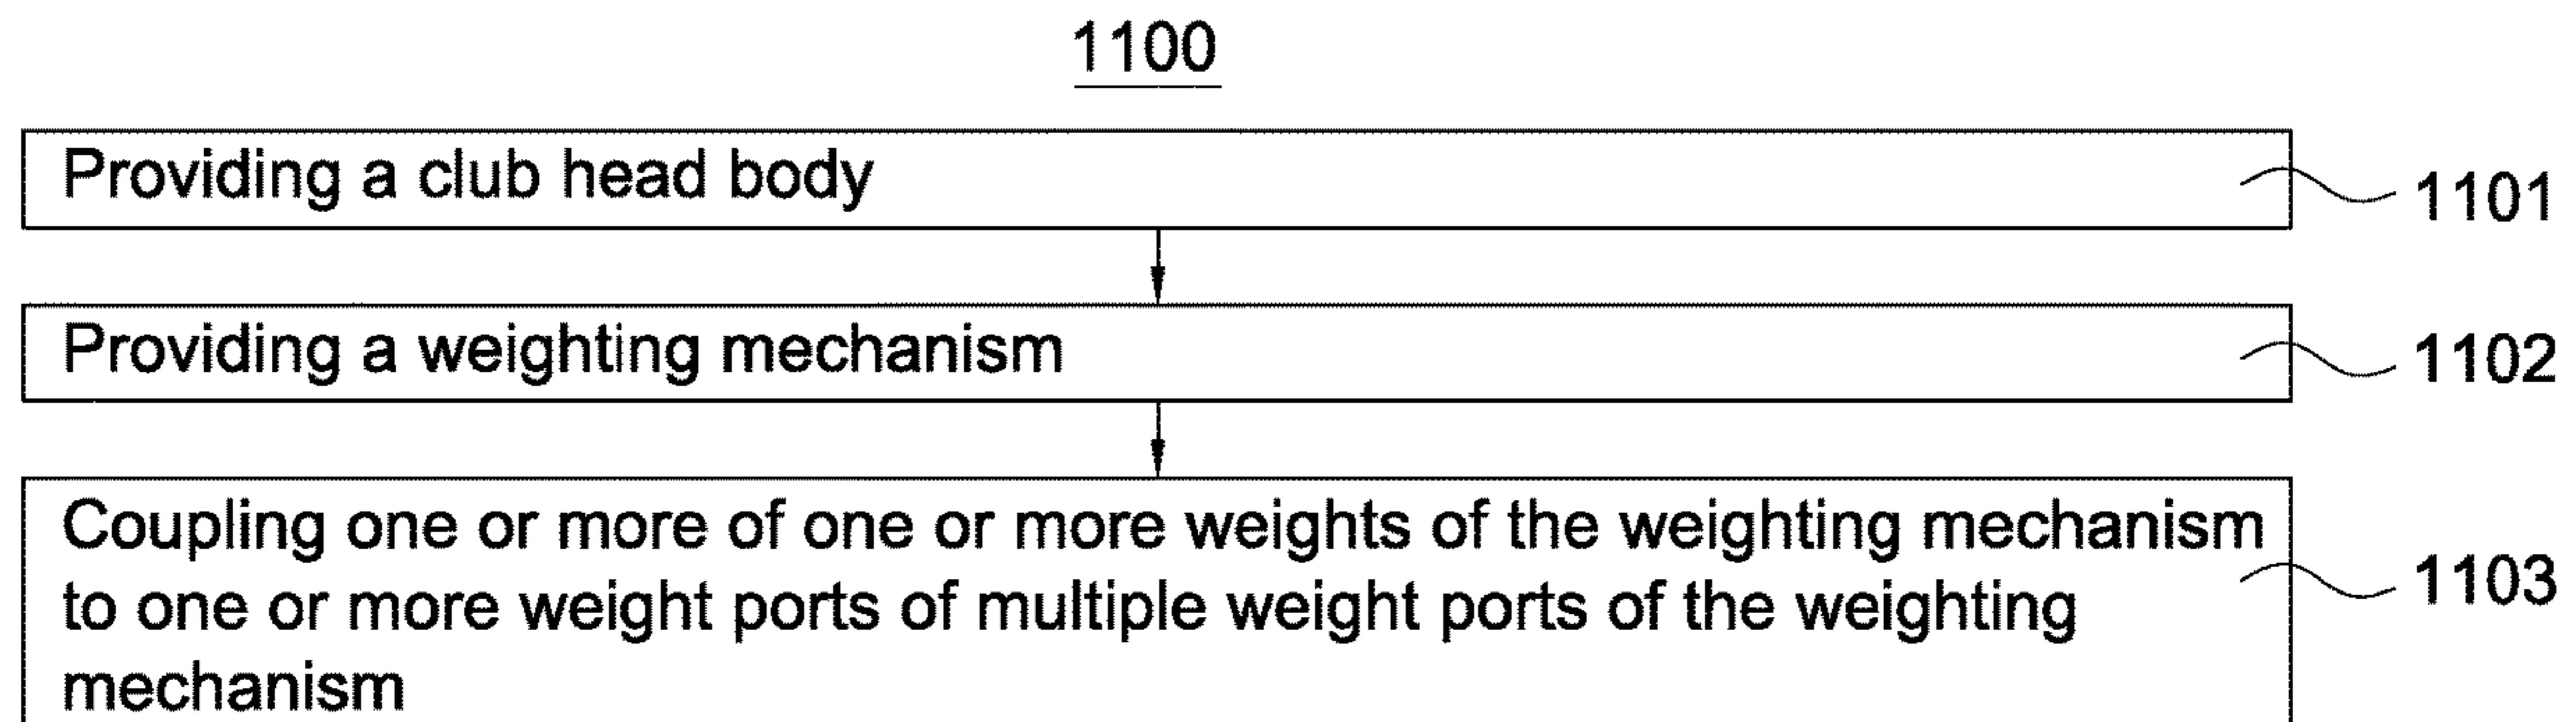 1100
Providing a club head body
1101
Providing a weighting mechanism
1102
Coupling one or more of one or more weights of the weighting mechanism
to one or more weight ports of multiple weight ports of the weighting
mechanism
1103